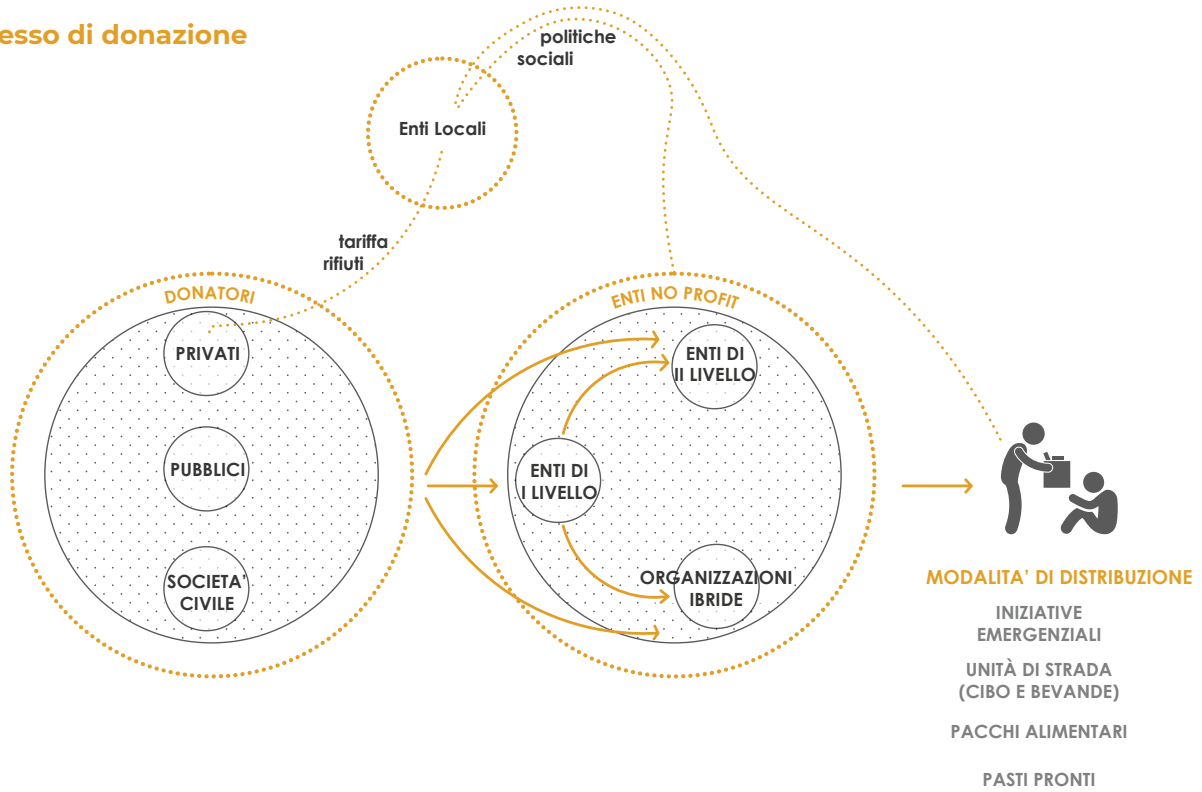 esso di donazione
politiche
sociali
Enti Locali
tariffa
rifiuti
DONATORI
PRIVATI
PUBBLICI
SOCIETA'
CIVILE
ENTI NO PROFIT
ENTI DI
II LIVELLO
ENTI DI
I LIVELLO
ORGANIZZAZIONI
IBRIDE
MODALITA' DI DISTRIBUZIONE
INIZIATIVE
EMERGENZIALI
UNITÀ DI STRADA
(CIBO E BEVANDE)
PACCHI ALIMENTARI
PASTI PRONTI